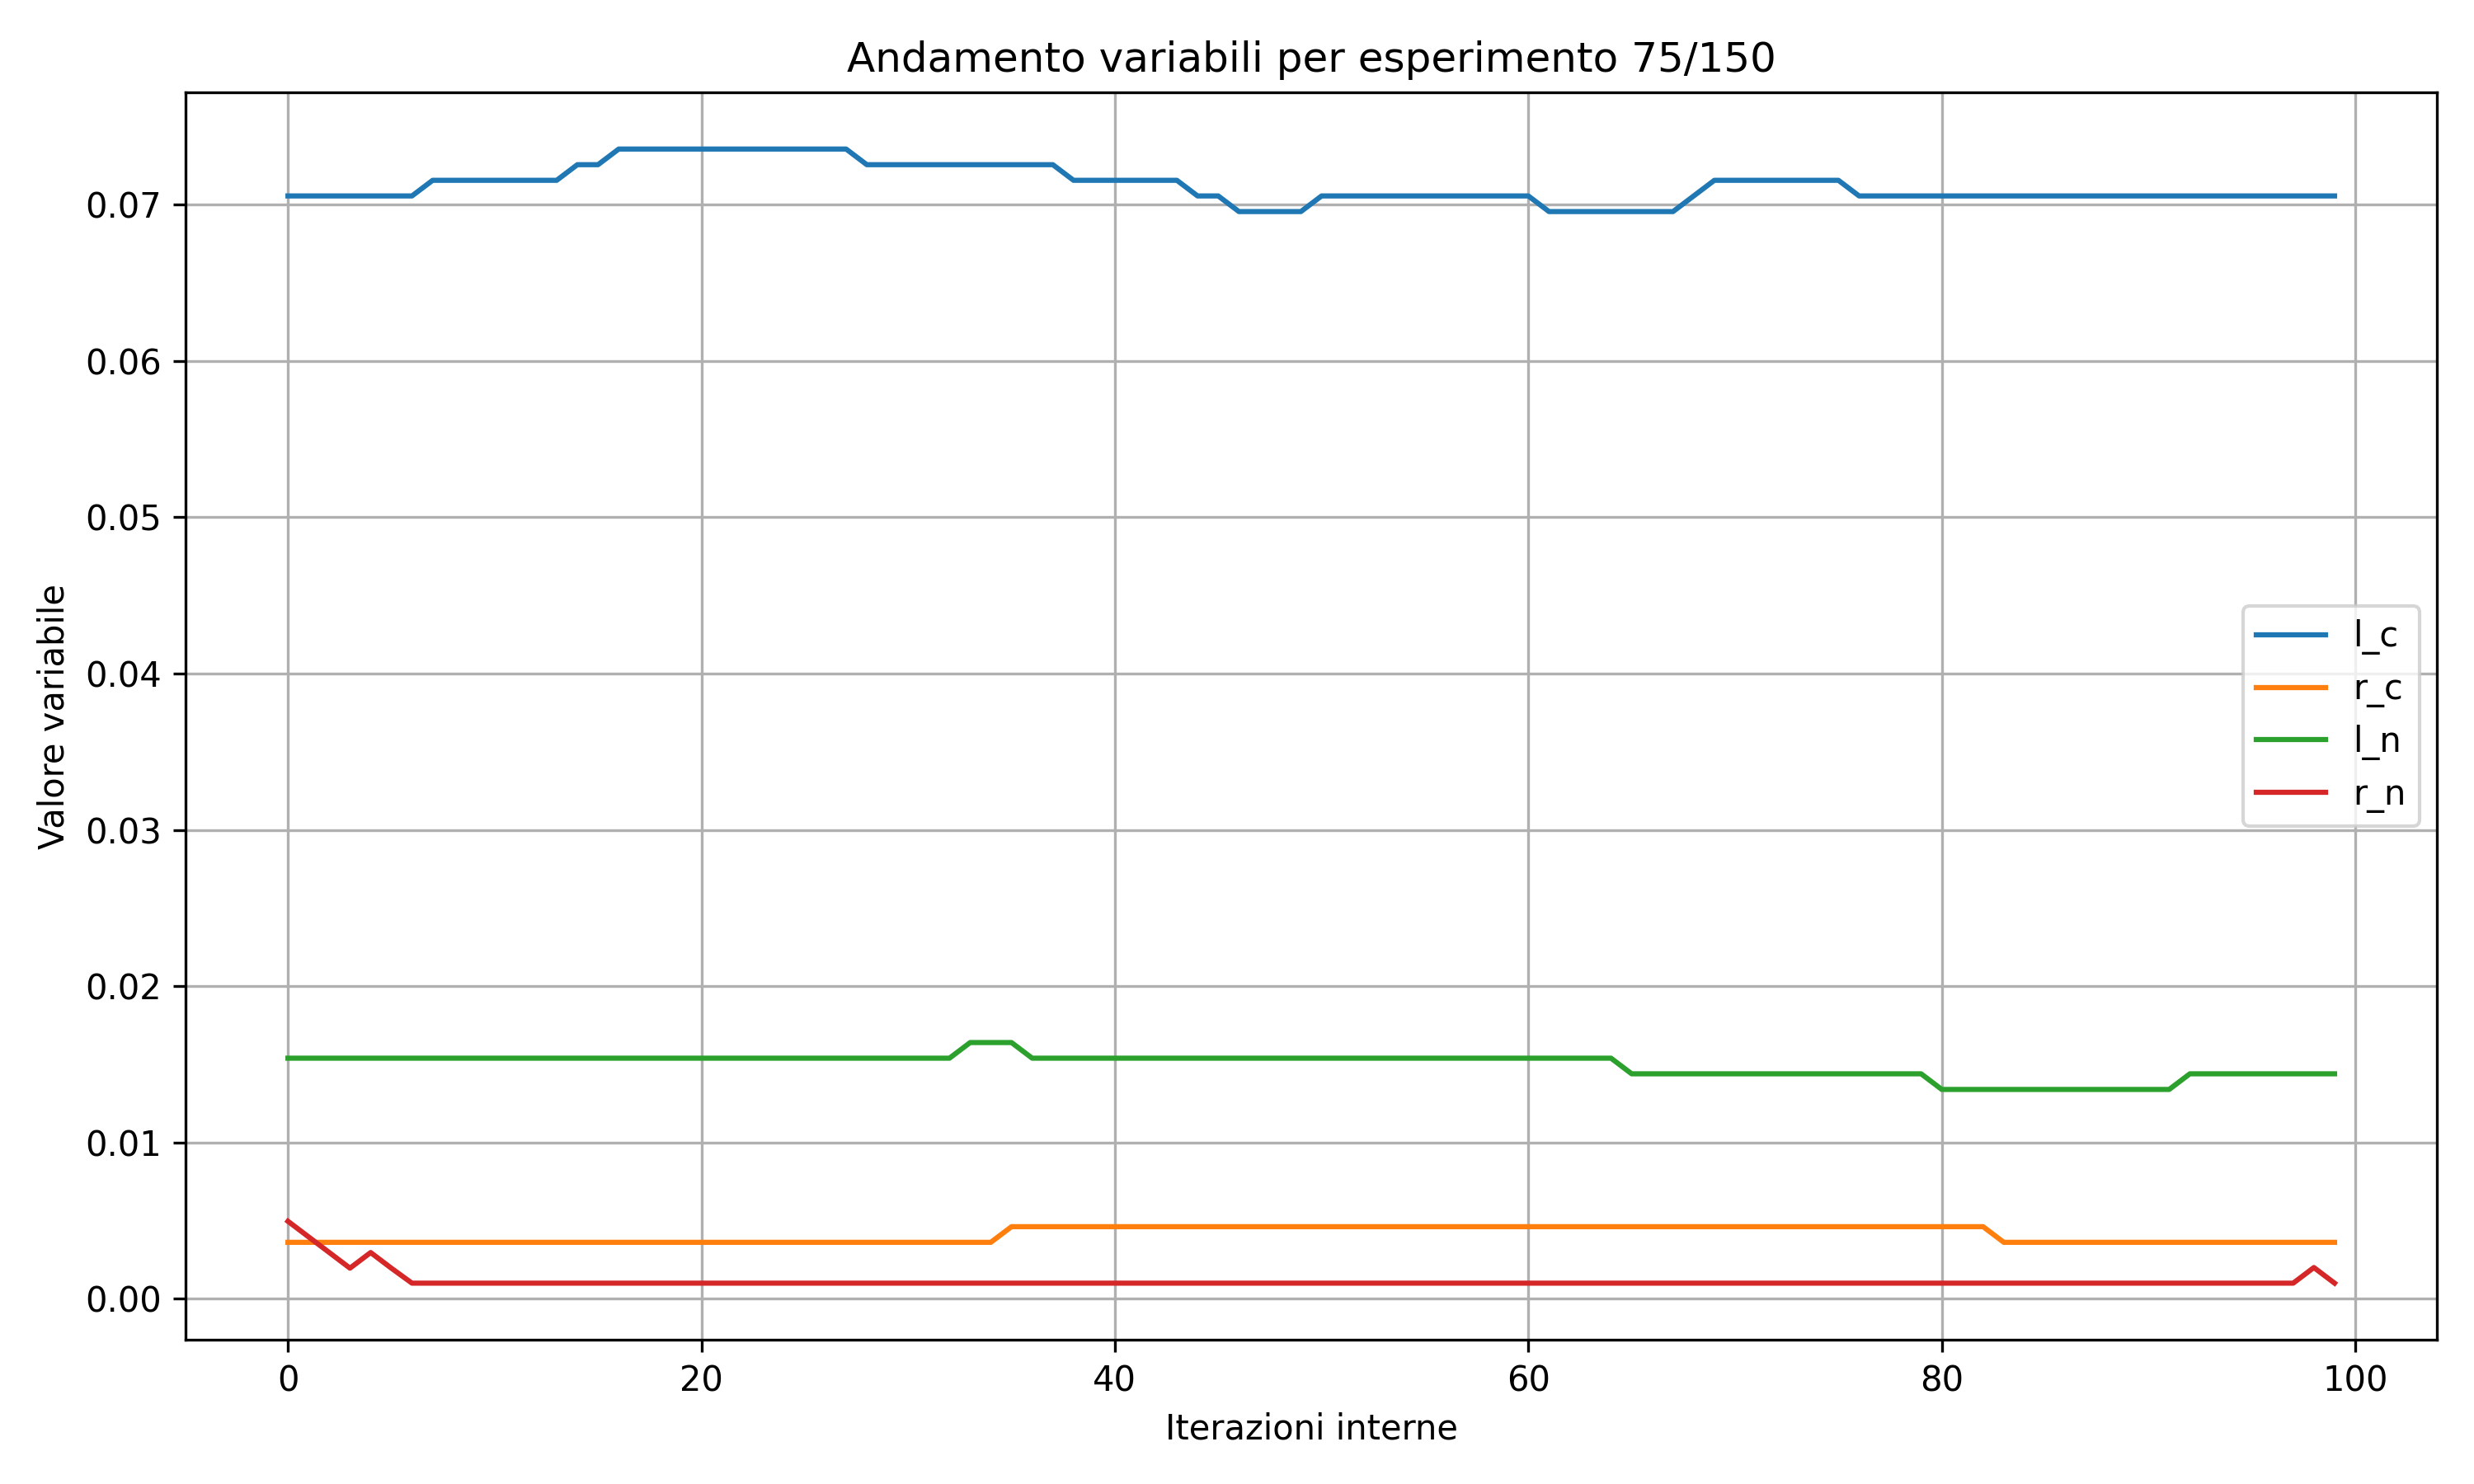 Andamento variabili per esperimento 75/150
Valore variabile
0.07
0.06
0.05
0.04
0.03
0.02
0.01
0.00
l_c
r_c
l_n
r_n
0 20 40 60 80 100
Iterazioni interne